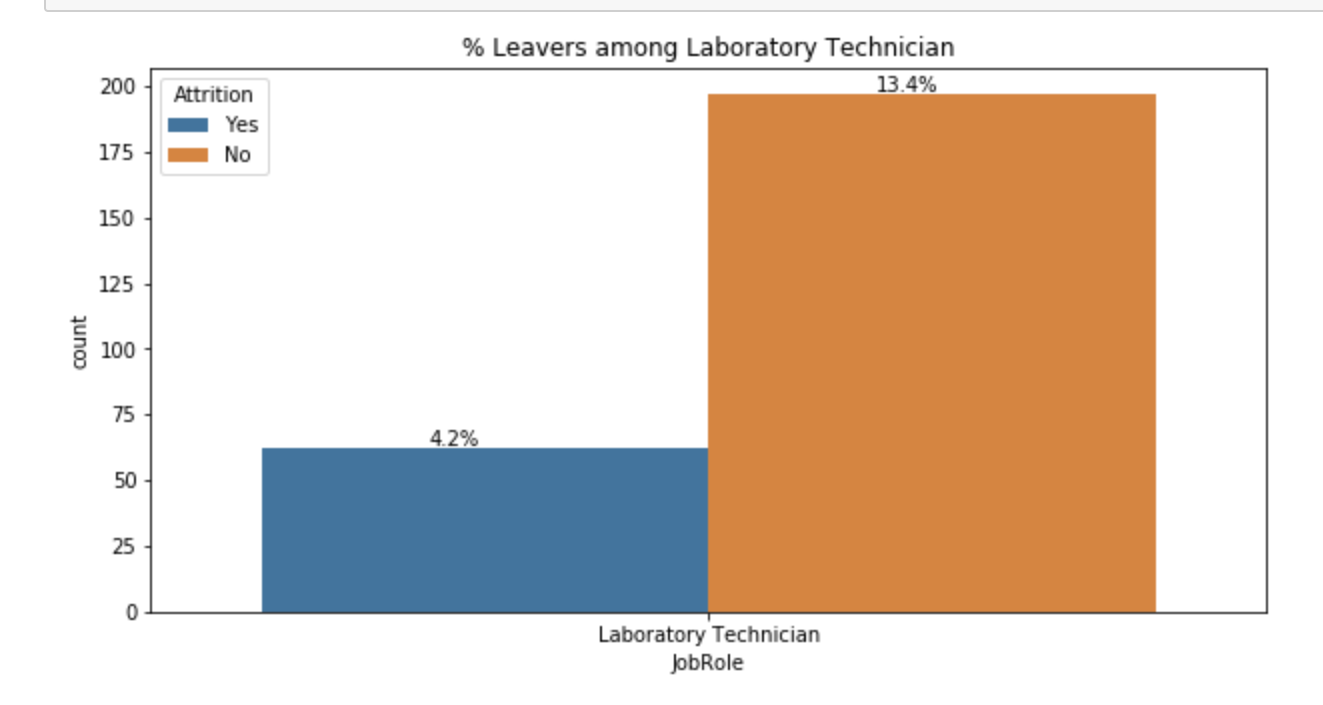 % Leavers among Laboratory Technician
Attrition
Yes
No
200
175
150
125
100
75
50
25
0
count
4.2%
13.4%
Laboratory Technician
JobRole